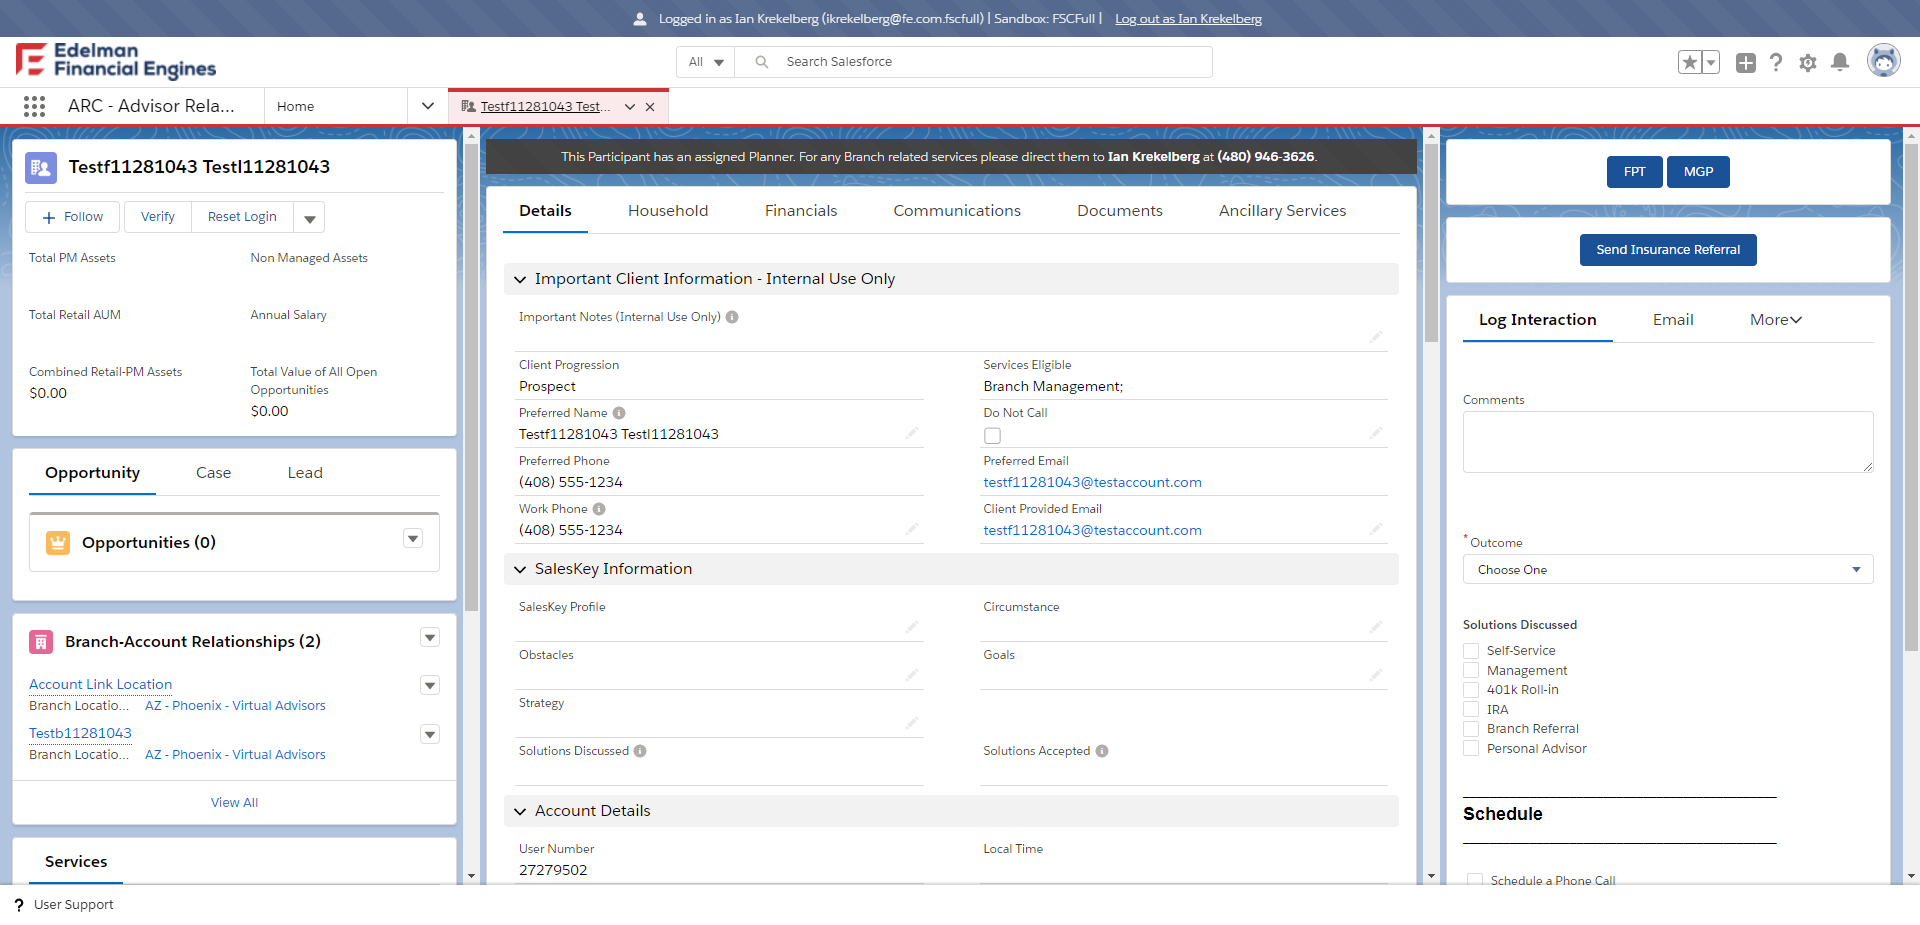 Logged in as Ian Krekelberg (ikrekelberg@fe.com.fscfull) | Sandbox: FSCFull | Log out as Ian Krekelberg
Edelman
Financial Engines
All
Search Salesforce
ARC - Advisor Rela...
Home
Testf11281043 Test...
Testf11281043 Testl11281043
Follow
Verify
Reset Login
Total PM Assets
Non Managed Assets
Total Retail AUM
Annual Salary
Combined Retail-PM Assets
$0.00
Total Value of All Open
Opportunities
$0.00
Opportunity
Case
Lead
Opportunities (0)
Branch-Account Relationships (2)
Account Link Location
Branch Locatio... AZ - Phoenix - Virtual Advisors
Testb11281043
Branch Locatio... AZ - Phoenix - Virtual Advisors
View All
Services
This Participant has an assigned Planner. For any Branch related services please direct them to Ian Krekelberg at (480) 946-3626.
Details
Household
Financials
Communications
Documents
Ancillary Services
Important Client Information - Internal Use Only
Important Notes (Internal Use Only)
Client Progression
Prospect
Services Eligible
Branch Management;
Preferred Name
Testf11281043 Testl11281043
Do Not Call
Preferred Phone
(408) 555-1234
Preferred Email
testf11281043@testaccount.com
Work Phone
(408) 555-1234
Client Provided Email
testf11281043@testaccount.com
SalesKey Information
SalesKey Profile
Circumstance
Obstacles
Goals
Strategy
Solutions Discussed
Solutions Accepted
Account Details
User Number
27279502
Local Time
FPT
MGP
Send Insurance Referral
Log Interaction
Email
More
Comments
* Outcome
Choose One
Solutions Discussed
Self-Service
Management
401k Roll-in
IRA
Branch Referral
Personal Advisor
Schedule
Schedule a Phone Call
? User Support